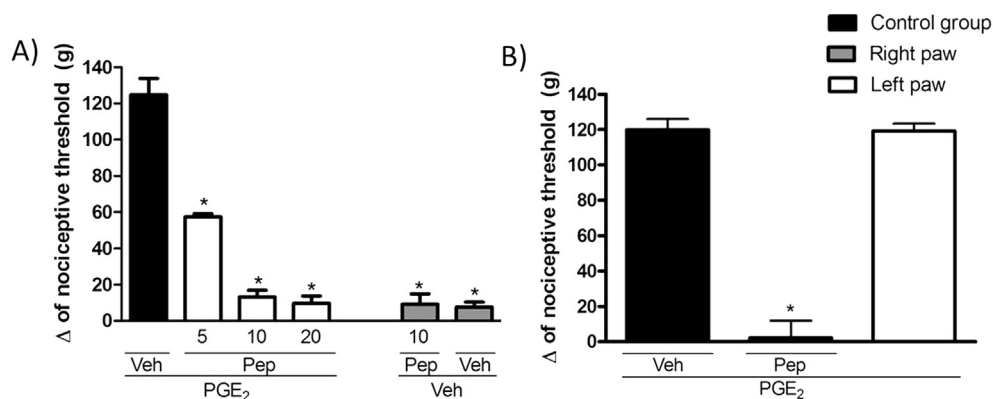 A)
Δ of nociceptive threshold (g)
140
120
100
80
60
40
20
0
*
*
*
*
*
5 10 20 10
Veh Pep Pep Veh
PGE₂ Veh
B)
Control group
Right paw
Left paw
Δ of nociceptive threshold (g)
140
120
100
80
60
40
20
0
*
Veh Pep
PGE₂